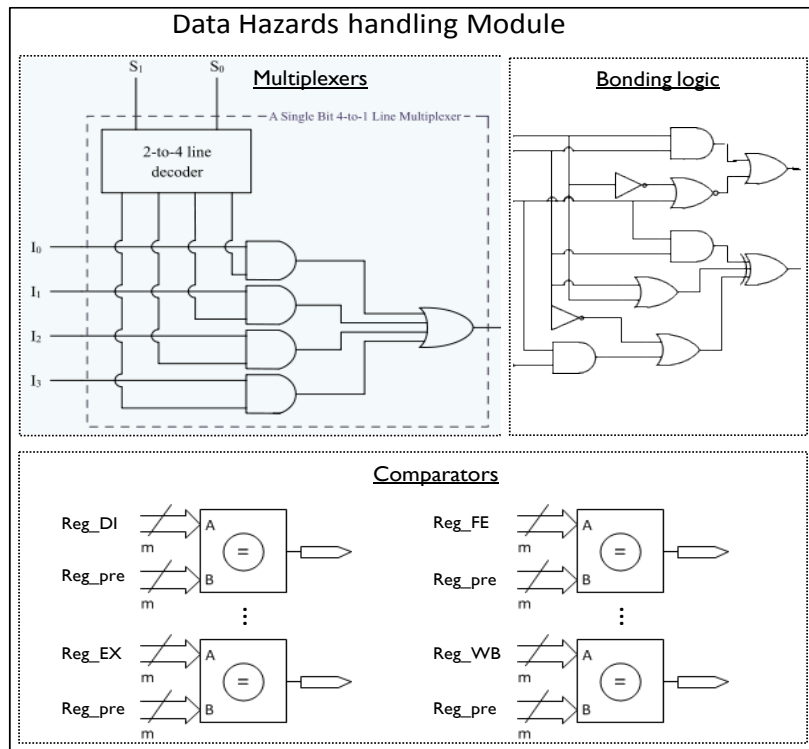 Data Hazards handling Module
Multiplexers
S1
S0
A Single Bit 4-to-1 Line Multiplexer
2-to-4 line
decoder
I0
I1
I2
I3
Bonding logic
Comparators
Reg_DI
m
A
=
Reg_pre
m
B
Reg_FE
m
A
=
Reg_pre
m
B
...
...
Reg_EX
m
A
=
Reg_pre
m
B
Reg_WB
m
A
=
Reg_pre
m
B